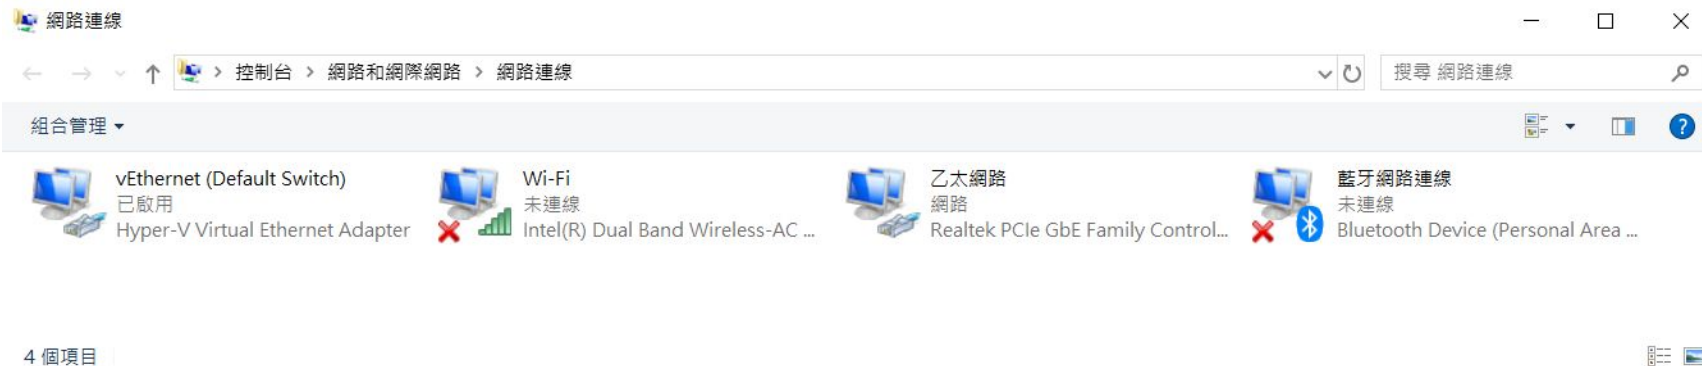 網路連線
控制台 > 網路和網際網路 > 網路連線
搜尋 網路連線
組合管理
vEthernet (Default Switch)
已啟用
Hyper-V Virtual Ethernet Adapter
Wi-Fi
未連線
Intel(R) Dual Band Wireless-AC ...
乙太網路
網路
Realtek PCIe GbE Family Control...
藍牙網路連線
未連線
Bluetooth Device (Personal Area ...
4 個項目